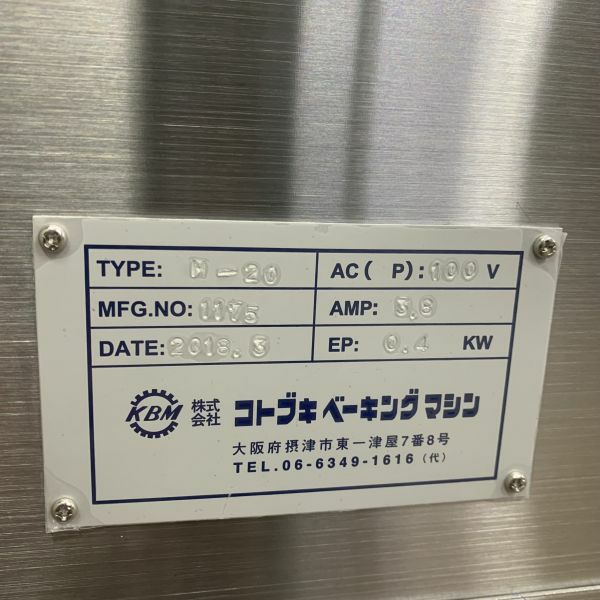 TYPE: M-20
AC( P): 100 V
MFG.NO: 1175
AMP: 3.8
DATE: 2018.3
EP: 0.4 KW
KBM 株式会社 コトブキベーキングマシン
大阪府摂津市東一津屋7番8号
TEL.06-6349-1616 (代)